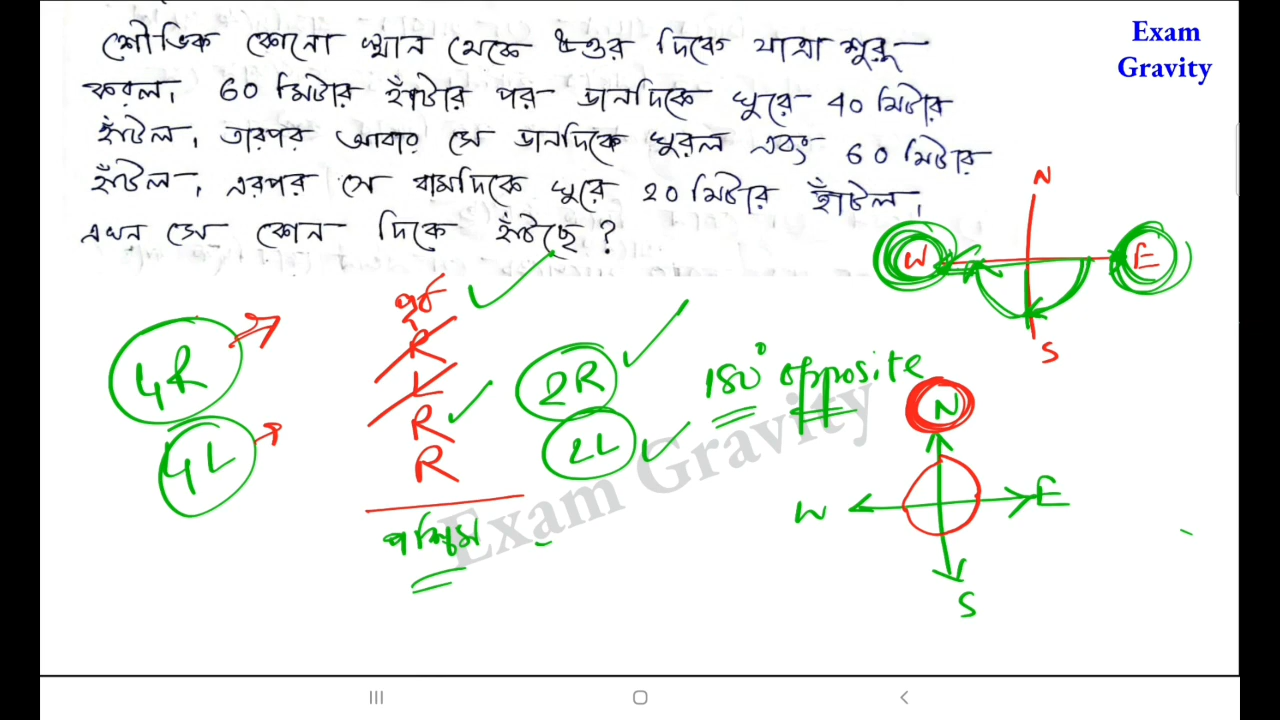 Exam
Gravity
শৌভিক কোনো স্থান থেকে উত্তর দিকে যাত্রা শুরু
করল। 60 মিটার হাঁটার পর ডানদিকে ঘুরে 40 মিটার
হাঁটল, তারপর আবার সে ডানদিকে ঘুরল এবং 60 মিটার
হাঁটল, এরপর সে বামদিকে ঘুরে 20 মিটার হাঁটল,
এখন সে কোন দিকে হাঁটছে?
N
W E
S
পূর্ব
R
L
R
R
পশ্চিম
4R
4L
2R
2L
180° opposite
N
W E
S
Exam Gravity